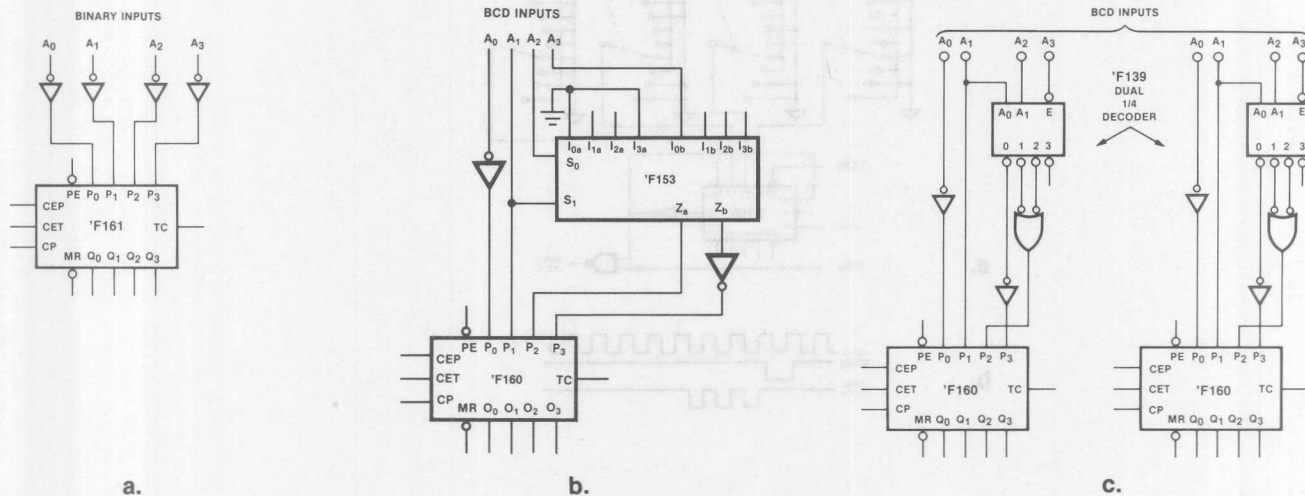 BINARY INPUTS
A0 A1 A2 A3
PE P0 P1 P2 P3
CEP
CET 'F161 TC
CP
MR Q0 Q1 Q2 Q3
a.
BCD INPUTS
A0 A1 A2 A3
I0a I1a I2a I3a I0b I1b I2b I3b
S0
'F153
S1 Za Zb
PE P0 P1 P2 P3
CEP
CET 'F160 TC
CP
MR O0 O1 O2 O3
b.
BCD INPUTS
A0 A1 A2 A3
A0 A1 E
0 1 2 3
'F139
DUAL
1/4
DECODER
A0 A1 A2 A3
A0 A1 E
0 1 2 3
PE P0 P1 P2 P3
CEP
CET 'F160 TC
CP
MR Q0 Q1 Q2 Q3
PE P0 P1 P2 P3
CEP
CET 'F160 TC
CP
MR Q0 Q1 Q2 Q3
c.